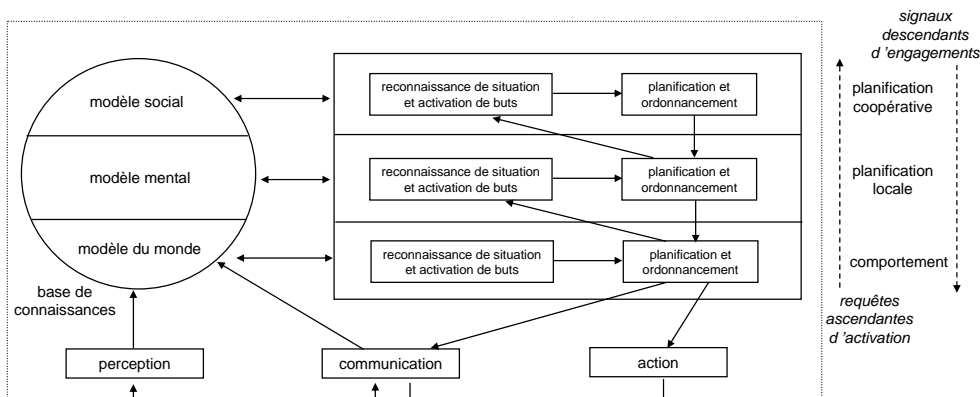 signaux
descendants
d ’engagements
modèle social
reconnaissance de situation
et activation de buts
planification et
ordonnancement
planification
coopérative
modèle mental
reconnaissance de situation
et activation de buts
planification et
ordonnancement
planification
locale
modèle du monde
reconnaissance de situation
et activation de buts
planification et
ordonnancement
comportement
base de
connaissances
requêtes
ascendantes
d ’activation
perception
communication
action